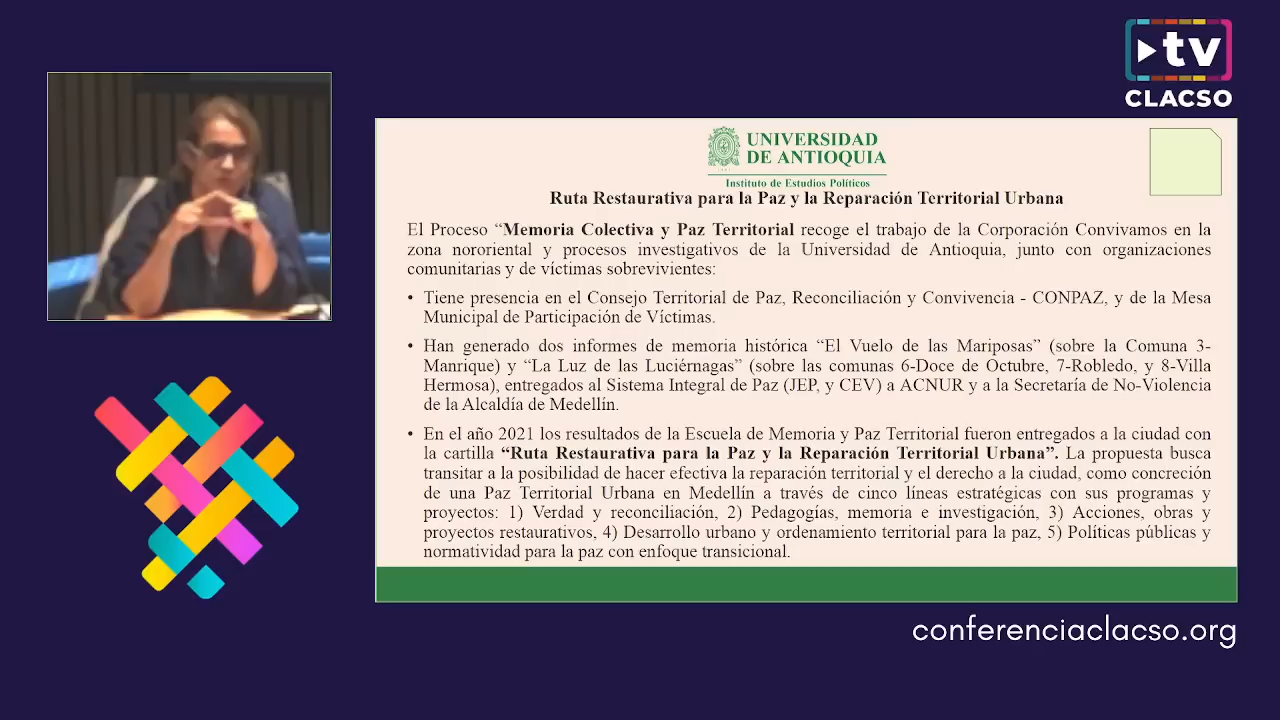 tv
CLACSO
UNIVERSIDAD
DE ANTIOQUIA
Instituto de Estudios Políticos
Ruta Restaurativa para la Paz y la Reparación Territorial Urbana
El Proceso “Memoria Colectiva y Paz Territorial recoge el trabajo de la Corporación Convivamos en la
zona nororiental y procesos investigativos de la Universidad de Antioquia, junto con organizaciones
comunitarias y de víctimas sobrevivientes:
• Tiene presencia en el Consejo Territorial de Paz, Reconciliación y Convivencia - CONPAZ, y de la Mesa
Municipal de Participación de Víctimas.
• Han generado dos informes de memoria histórica “El Vuelo de las Mariposas” (sobre la Comuna 3-
Manrique) y “La Luz de las Luciérnagas” (sobre las comunas 6-Doce de Octubre, 7-Robledo, y 8-Villa
Hermosa), entregados al Sistema Integral de Paz (JEP, y CEV) a ACNUR y a la Secretaría de No-Violencia
de la Alcaldía de Medellín.
• En el año 2021 los resultados de la Escuela de Memoria y Paz Territorial fueron entregados a la ciudad con
la cartilla “Ruta Restaurativa para la Paz y la Reparación Territorial Urbana”. La propuesta busca
transitar a la posibilidad de hacer efectiva la reparación territorial y el derecho a la ciudad, como concreción
de una Paz Territorial Urbana en Medellín a través de cinco líneas estratégicas con sus programas y
proyectos: 1) Verdad y reconciliación, 2) Pedagogías, memoria e investigación, 3) Acciones, obras y
proyectos restaurativos, 4) Desarrollo urbano y ordenamiento territorial para la paz, 5) Políticas públicas y
normatividad para la paz con enfoque transicional.
conferenciaclacso.org